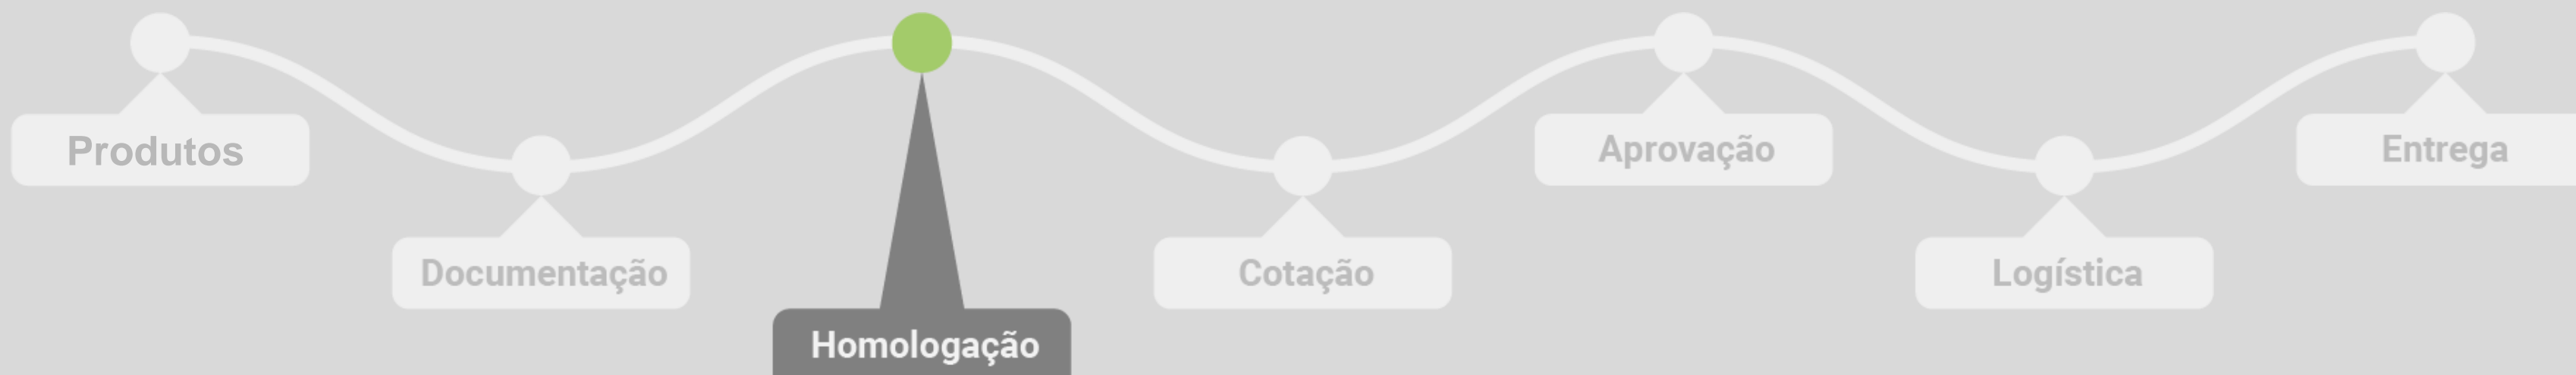 Produtos
Documentação
Homologação
Cotação
Aprovação
Logística
Entrega